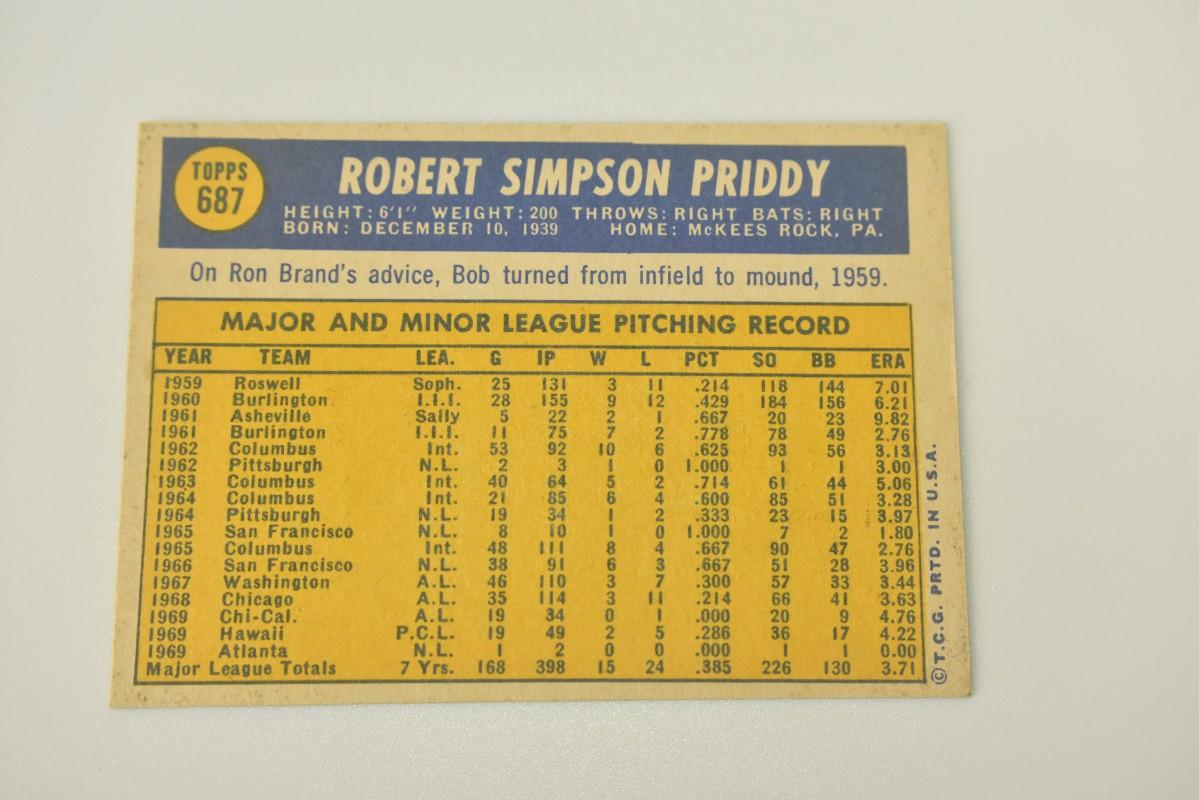 TOPPS
687
ROBERT SIMPSON PRIDDY
HEIGHT: 6'1" WEIGHT: 200 THROWS: RIGHT BATS: RIGHT
BORN: DECEMBER 10, 1939 HOME: McKEES ROCK, PA.
On Ron Brand's advice, Bob turned from infield to mound, 1959.
MAJOR AND MINOR LEAGUE PITCHING RECORD
YEAR TEAM LEA. G IP W L PCT SO BB ERA
1959 Roswell Soph. 25 131 3 11 .214 118 144 7.01
1960 Burlington I.I.I. 28 155 9 12 .429 184 156 6.21
1961 Asheville Sally 5 22 2 1 .667 20 23 9.82
1961 Burlington I.I.I. 11 75 7 2 .778 78 49 2.76
1962 Columbus Int. 53 92 10 6 .625 93 56 3.13
1962 Pittsburgh N.L. 2 3 1 0 1.000 1 1 3.00
1963 Columbus Int. 40 64 5 2 .714 61 44 5.06
1964 Columbus Int. 21 85 6 4 .600 85 51 3.28
1964 Pittsburgh N.L. 19 34 1 2 .333 23 15 3.97
1965 San Francisco N.L. 8 10 1 0 1.000 7 2 1.80
1965 Columbus Int. 48 111 8 4 .667 90 47 2.76
1966 San Francisco N.L. 38 91 6 3 .667 51 28 3.96
1967 Washington A.L. 46 110 3 7 .300 57 33 3.44
1968 Chicago A.L. 35 114 3 11 .214 66 41 3.63
1969 Chi-Cal. A.L. 19 34 0 1 .000 20 9 4.76
1969 Hawaii P.C.L. 19 49 2 5 .286 36 17 4.22
1969 Atlanta N.L. 1 2 0 0 .000 1 1 0.00
Major League Totals 7 Yrs. 168 398 15 24 .385 226 130 3.71
© T.C.G. PRTD. IN U.S.A.